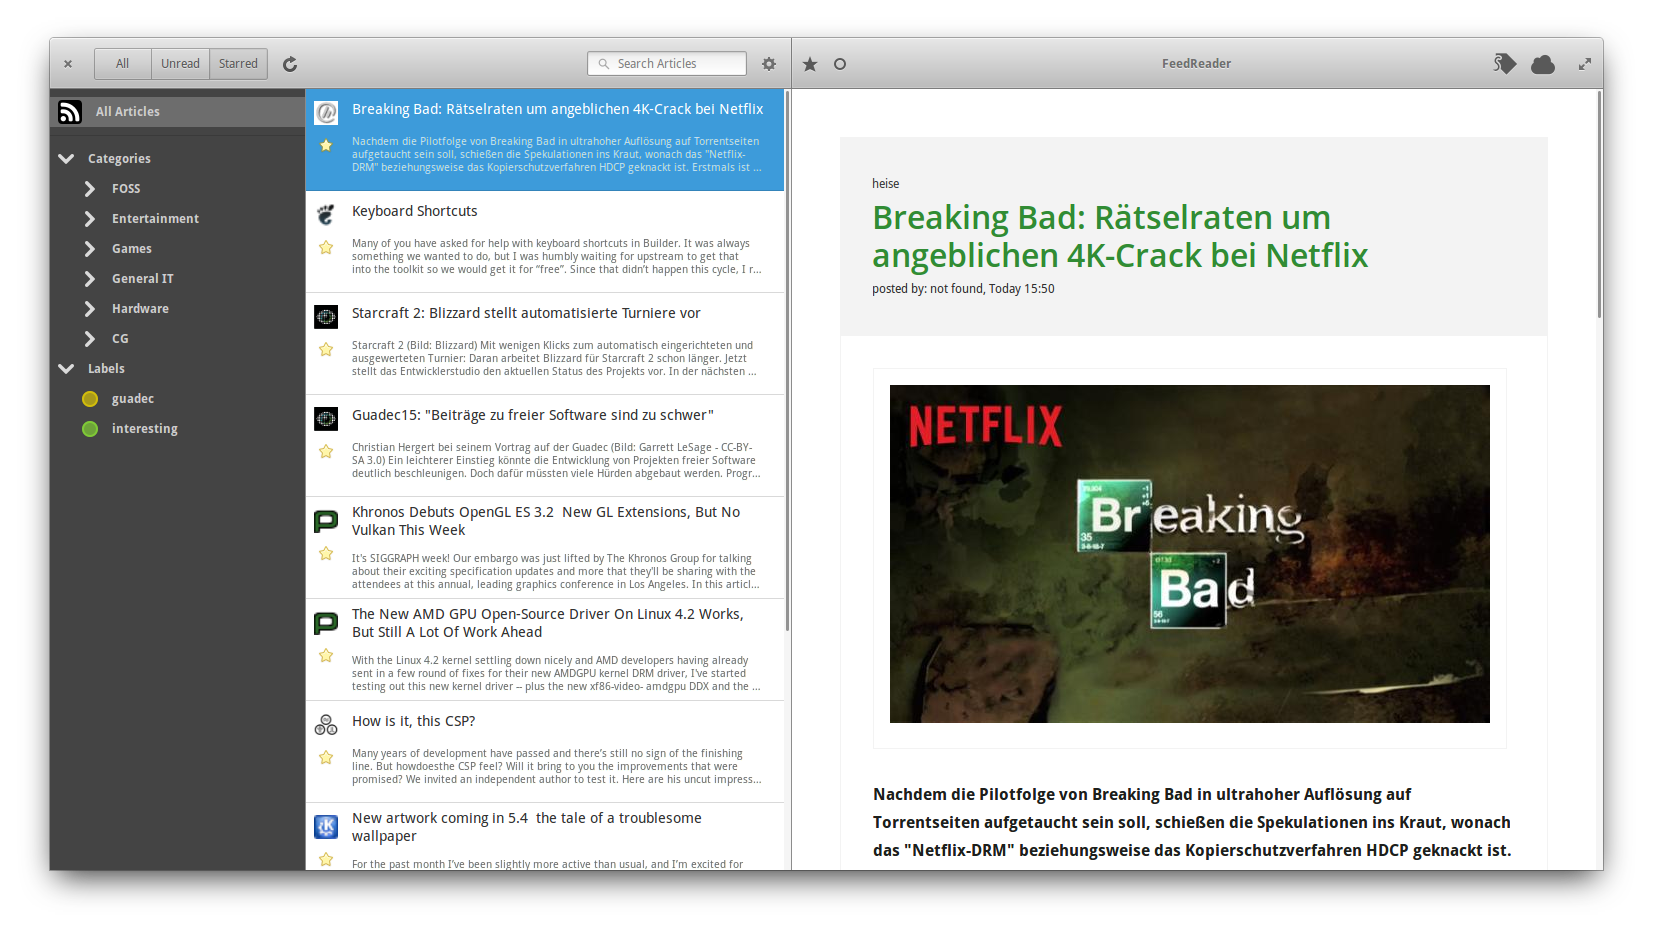 All
Unread
Starred
Search Articles
FeedReader
All Articles
Categories
FOSS
Entertainment
Games
General IT
Hardware
CG
Labels
guadec
interesting
Breaking Bad: Rätselraten um angeblichen 4K-Crack bei Netflix
Nachdem die Pilotfolge von Breaking Bad in ultrahoher Auflösung auf Torrentseiten
aufgetaucht sein soll, schießen die Spekulationen ins Kraut, wonach das "Netflix-
DRM" beziehungsweise das Kopierschutzverfahren HDCP geknackt ist. Erstmals ist ...
Keyboard Shortcuts
Many of you have asked for help with keyboard shortcuts in Builder. It was always
something we wanted to do, but I was humbly waiting for upstream to get that
into the toolkit so we would get it for “free”. Since that didn’t happen this cycle, I r...
Starcraft 2: Blizzard stellt automatisierte Turniere vor
Starcraft 2 (Bild: Blizzard) Mit wenigen Klicks zum automatisch eingerichteten und
ausgewerteten Turnier: Daran arbeitet Blizzard für Starcraft 2 schon länger. Jetzt
stellt das Entwicklerstudio den aktuellen Status des Projekts vor. In der nächsten ...
Guadec15: "Beiträge zu freier Software sind zu schwer"
Christian Hergert bei seinem Vortrag auf der Guadec (Bild: Garrett LeSage - CC-BY-
SA 3.0) Ein leichterer Einstieg könnte die Entwicklung von Projekten freier Software
deutlich beschleunigen. Doch dafür müssten viele Hürden abgebaut werden. Progr...
Khronos Debuts OpenGL ES 3.2  New GL Extensions, But No
Vulkan This Week
It's SIGGRAPH week! Our embargo was just lifted by The Khronos Group for talking
about their exciting specification updates and more that they'll be sharing with the
attendees at this annual, leading graphics conference in Los Angeles. In this articl...
The New AMD GPU Open-Source Driver On Linux 4.2 Works,
But Still A Lot Of Work Ahead
With the Linux 4.2 kernel settling down nicely and AMD developers having already
sent in a few round of fixes for their new AMDGPU kernel DRM driver, I've started
testing out this new kernel driver -- plus the new xf86-video- amdgpu DDX and the ...
How is it, this CSP?
Many years of development have passed and there’s still no sign of the finishing
line. But howdoesthe CSP feel? Will it bring to you the improvements that were
promised? We invited an independent author to test it. Here are his uncut impress...
New artwork coming in 5.4  the tale of a troublesome
wallpaper
For the past month I’ve been slightly more active than usual, and I’m excited for
heise
Breaking Bad: Rätselraten um
angeblichen 4K-Crack bei Netflix
posted by: not found, Today 15:50
NETFLIX
Breaking
35
Bad
56
Nachdem die Pilotfolge von Breaking Bad in ultrahoher Auflösung auf
Torrentseiten aufgetaucht sein soll, schießen die Spekulationen ins Kraut, wonach
das "Netflix-DRM" beziehungsweise das Kopierschutzverfahren HDCP geknackt ist.